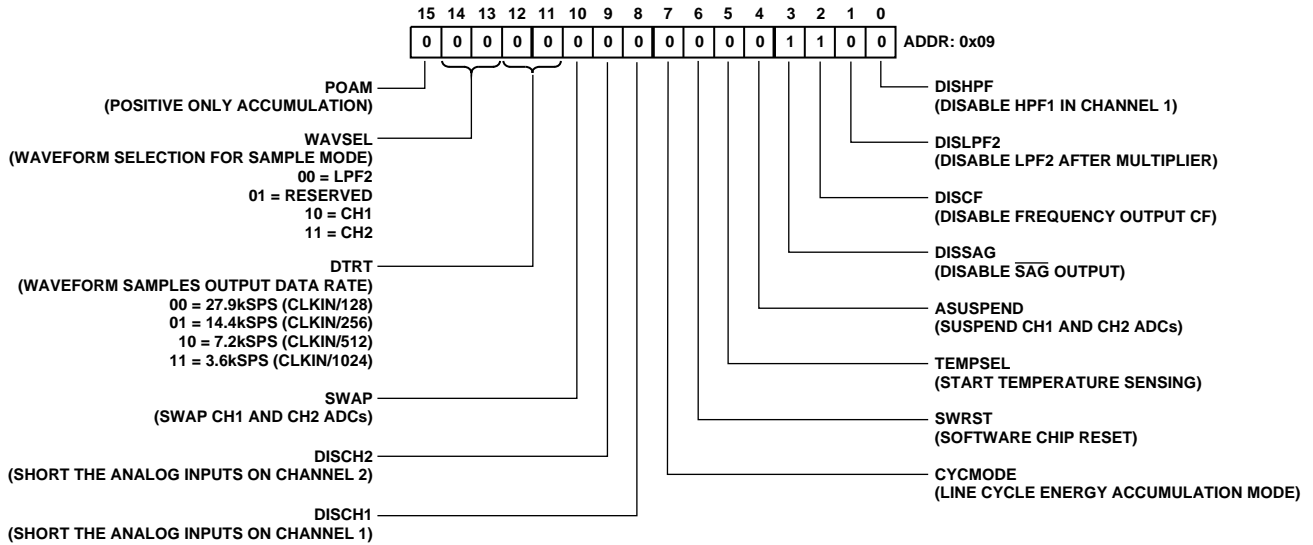 15 14 13 12 11 10 9 8 7 6 5 4 3 2 1 0
0 0 0 0 0 0 0 0 0 0 0 0 1 1 0 0 ADDR: 0x09
POAM
(POSITIVE ONLY ACCUMULATION)
WAVSEL
(WAVEFORM SELECTION FOR SAMPLE MODE)
00 = LPF2
01 = RESERVED
10 = CH1
11 = CH2
DTRT
(WAVEFORM SAMPLES OUTPUT DATA RATE)
00 = 27.9kSPS (CLKIN/128)
01 = 14.4kSPS (CLKIN/256)
10 = 7.2kSPS (CLKIN/512)
11 = 3.6kSPS (CLKIN/1024)
SWAP
(SWAP CH1 AND CH2 ADCs)
DISCH2
(SHORT THE ANALOG INPUTS ON CHANNEL 2)
DISCH1
(SHORT THE ANALOG INPUTS ON CHANNEL 1)
DISHPF
(DISABLE HPF1 IN CHANNEL 1)
DISLPF2
(DISABLE LPF2 AFTER MULTIPLIER)
DISCF
(DISABLE FREQUENCY OUTPUT CF)
DISSAG
(DISABLE SAG OUTPUT)
ASUSPEND
(SUSPEND CH1 AND CH2 ADCs)
TEMPSEL
(START TEMPERATURE SENSING)
SWRST
(SOFTWARE CHIP RESET)
CYCMODE
(LINE CYCLE ENERGY ACCUMULATION MODE)